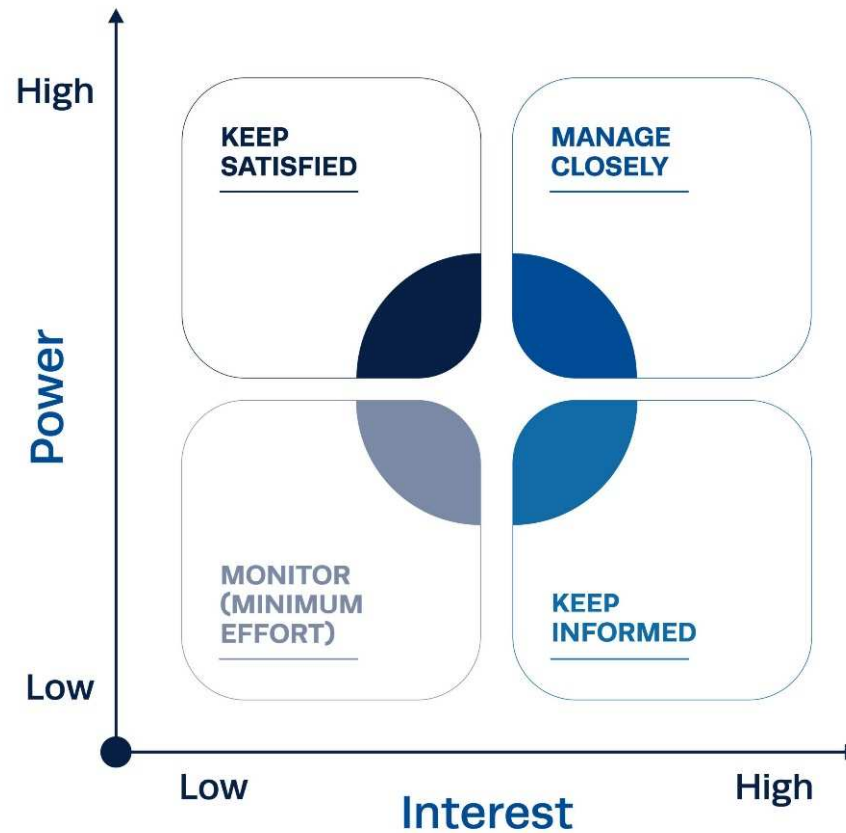 High
KEEP
SATISFIED
MANAGE
CLOSELY
Power
MONITOR
(MINIMUM
EFFORT)
KEEP
INFORMED
Low
Low
High
Interest